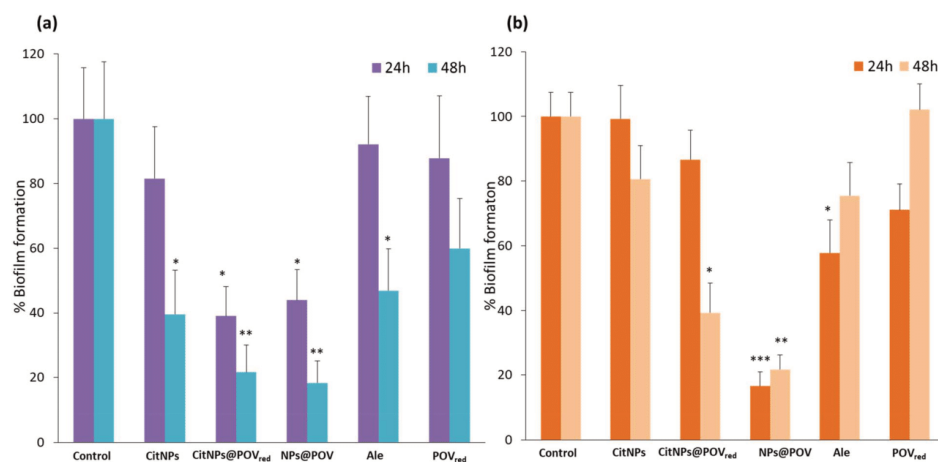 (a)
120
100
80
60
40
20
0
% Biofilm formaton
24h 48h
* * ** * ** *
Control CitNPs CitNPs@POVred NPs@POV Ale POVred
(b)
120
100
80
60
40
20
0
% Biofilm formation
24h 48h
* *** ** *
Control CitNPs CitNPs@POVred NPs@POV Ale POVred